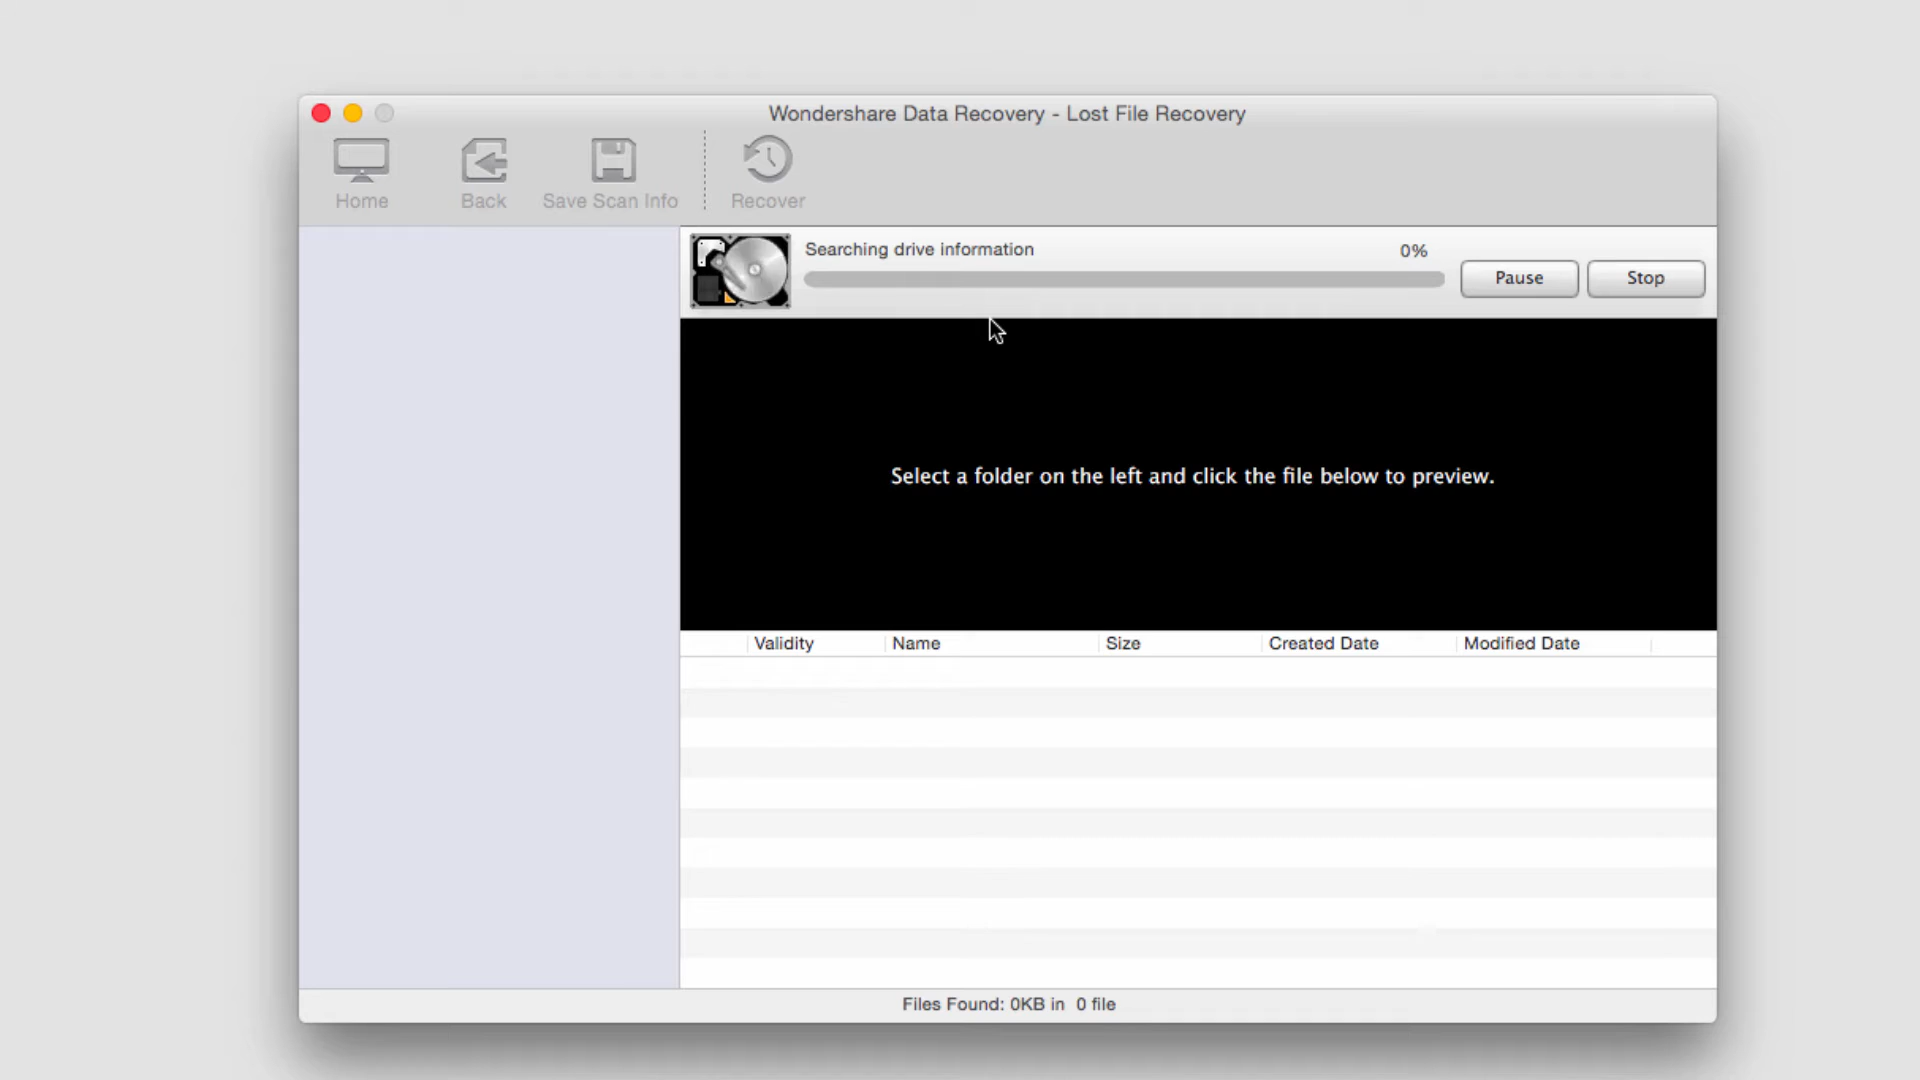 Wondershare Data Recovery - Lost File Recovery
Home
Back
Save Scan Info
Recover
Searching drive information
0%
Pause
Stop
Select a folder on the left and click the file below to preview.
Validity
Name
Size
Created Date
Modified Date
Files Found: 0KB in  0 file